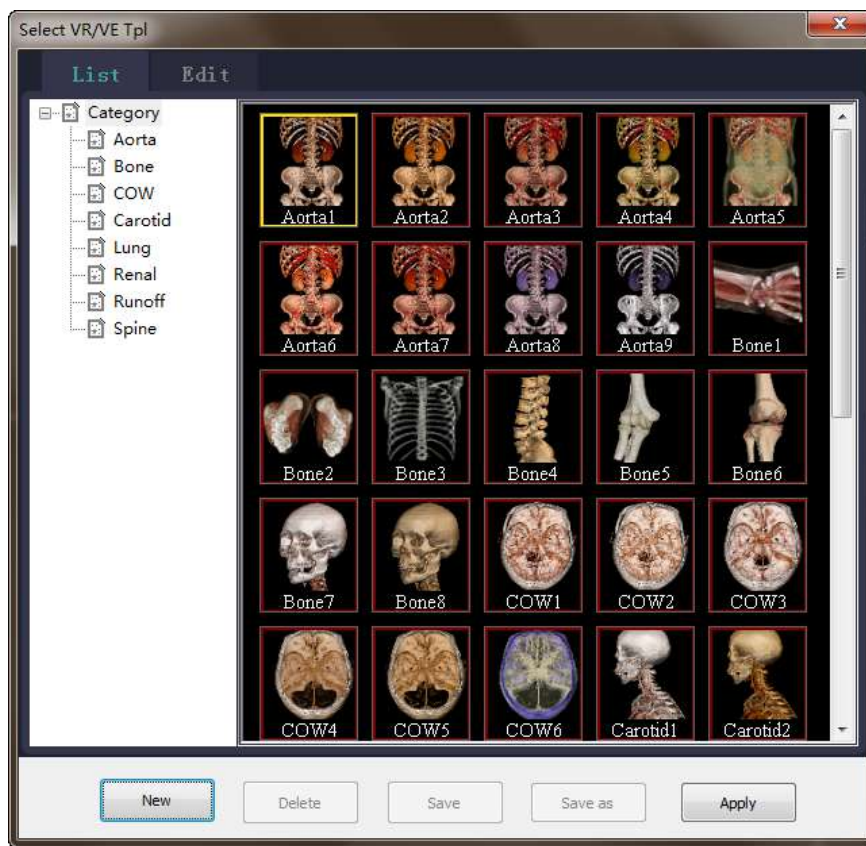 Select VR/VE Tpl
List Edit
Category
Aorta
Bone
COW
Carotid
Lung
Renal
Runoff
Spine
Aorta1 Aorta2 Aorta3 Aorta4 Aorta5
Aorta6 Aorta7 Aorta8 Aorta9 Bone1
Bone2 Bone3 Bone4 Bone5 Bone6
Bone7 Bone8 COW1 COW2 COW3
COW4 COW5 COW6 Carotid1 Carotid2
New Delete Save Save as Apply